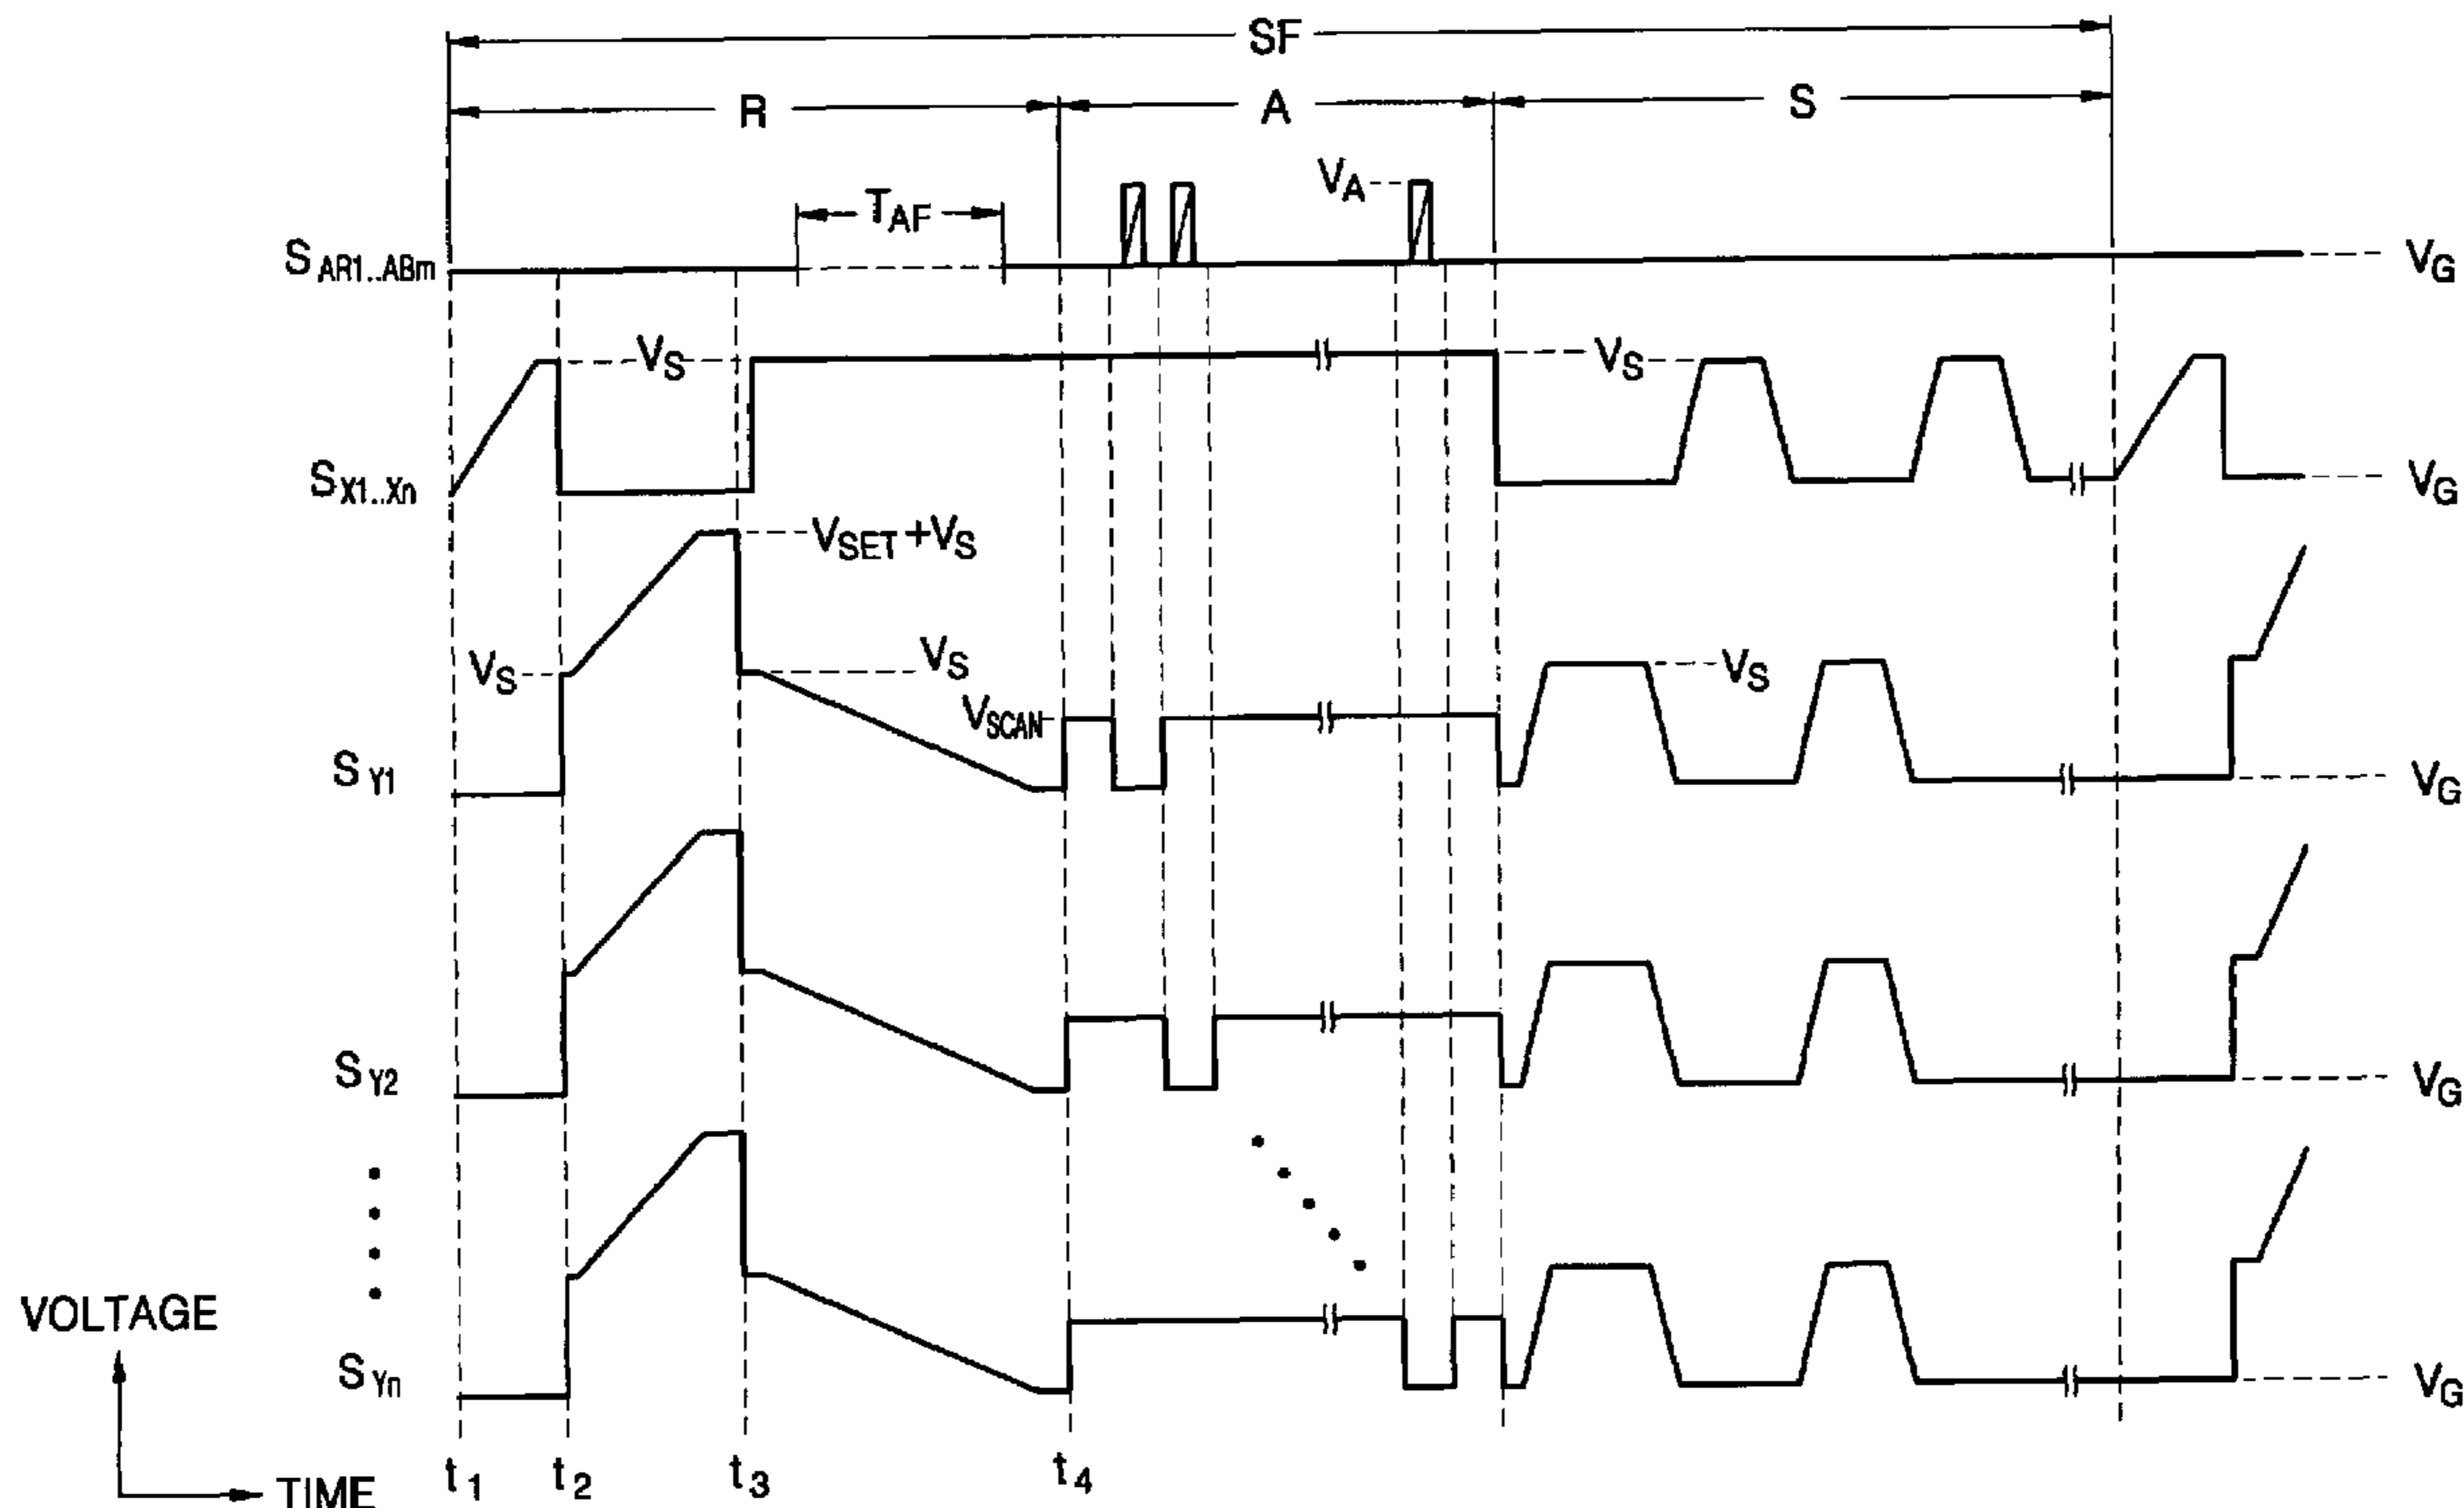 SF
R A S
VA
TAF
SAR1..ABm VG
VS VS
SX1..Xn VG
VSET+VS
VS VS VS
VSCAN
SY1 VG
SY2 VG
VOLTAGE
SYn VG
t1 t2 t3 t4
TIME